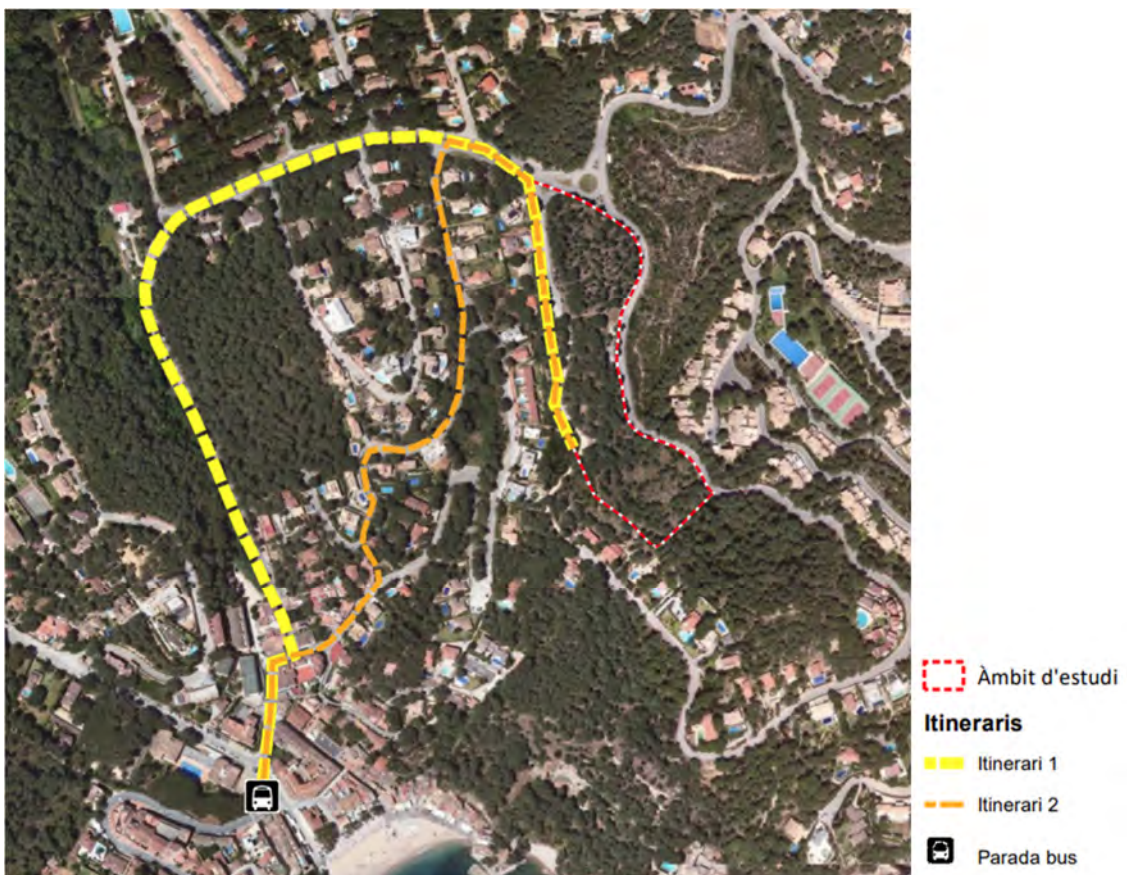 Àmbit d'estudi
Itineraris
Itinerari 1
Itinerari 2
Parada bus